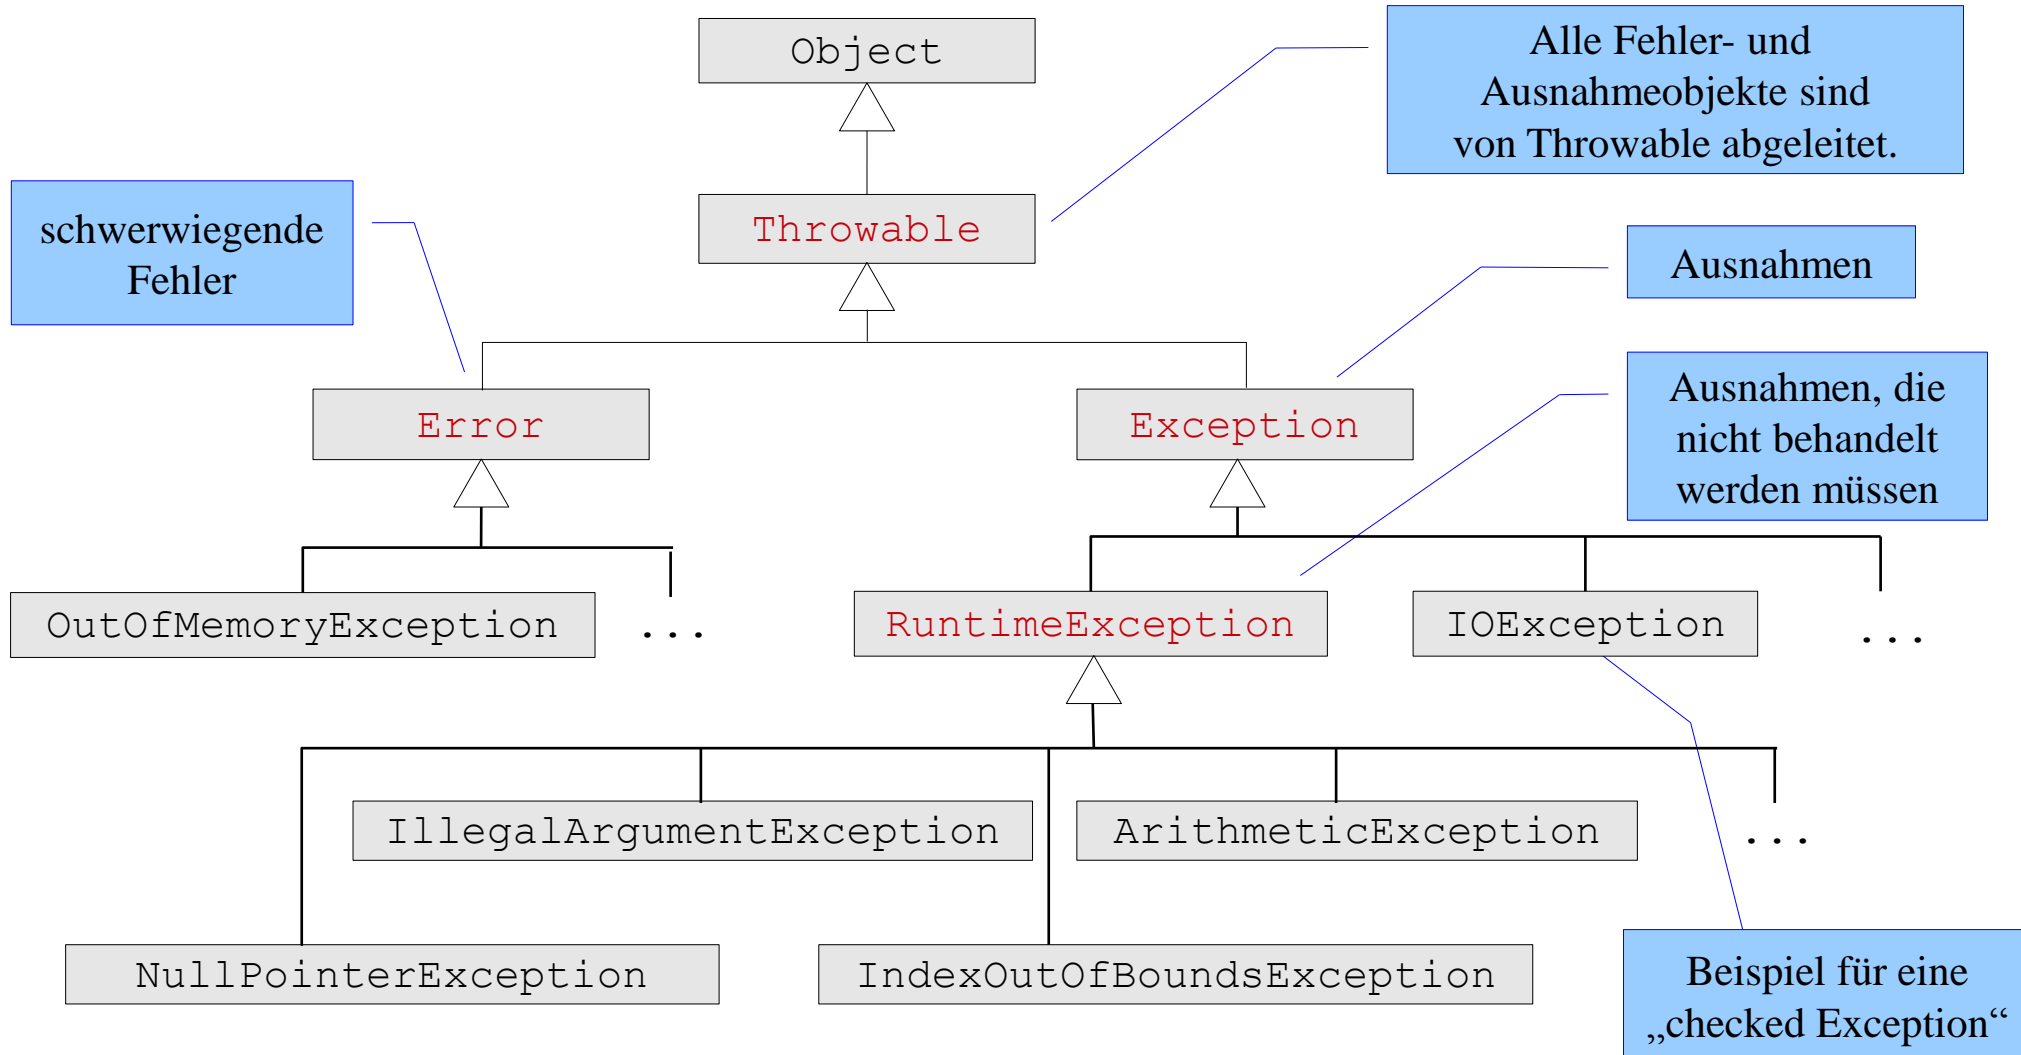 Object
Alle Fehler- und
Ausnahmeobjekte sind
von Throwable abgeleitet.
schwerwiegende
Fehler
Throwable
Ausnahmen
Error
Exception
Ausnahmen, die
nicht behandelt
werden müssen
OutOfMemoryException
...
RuntimeException
IOException
...
IllegalArgumentException
ArithmeticException
...
NullPointerException
IndexOutOfBoundsException
Beispiel für eine
„checked Exception“